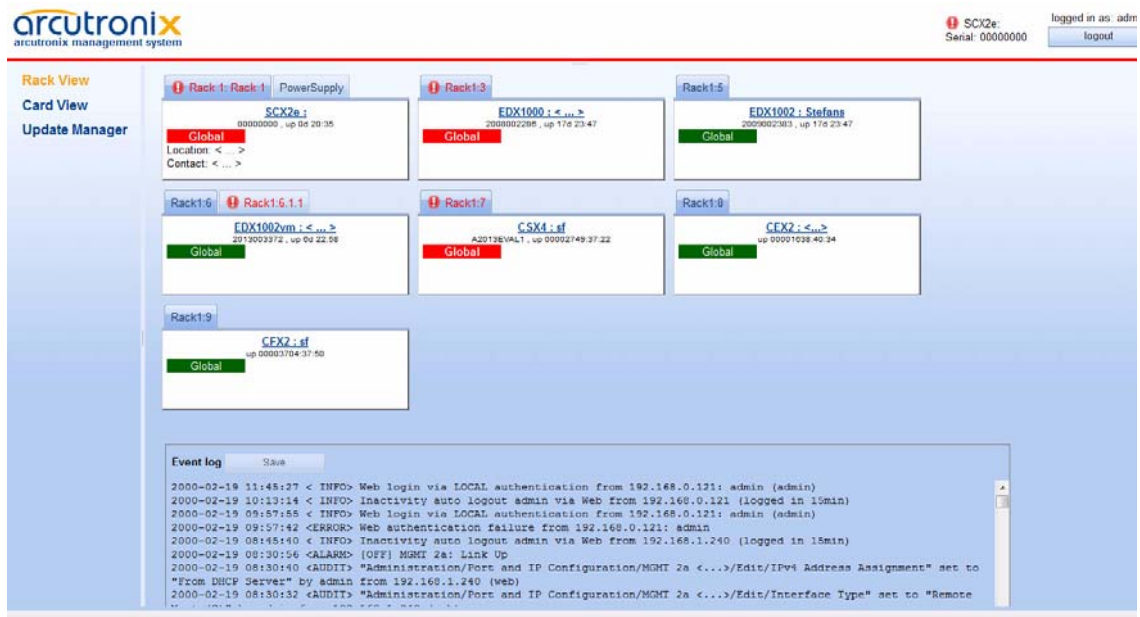 arcutronix
arcutronix management system
SCX2e:
Serial: 00000000
logged in as: adm
logout
Rack View
Card View
Update Manager
Rack 1: Rack 1 PowerSupply
SCX2e :
00000000 , up 0d 20:35
Global
Location: < ... >
Contact: < ... >
Rack1:3
EDX1000 : < ... >
2008002286 , up 17d 23:47
Global
Rack1:5
EDX1002 : Stefans
2009002383 , up 17d 23:47
Global
Rack1:6 Rack1:6.1.1
EDX1002vm : < ... >
2013003372 , up 6d 22:58
Global
Rack1:7
CSX4 : sf
A2013EVAL1 , up 00002749:37:22
Global
Rack1:8
CEX2 : <...>
up 00001638:40:34
Global
Rack1:9
CFX2 : sf
up 00003704:37:50
Global
Event log Save
2000-02-19 11:45:27 < INFO> Web login via LOCAL authentication from 192.168.0.121: admin (admin)
2000-02-19 10:13:14 < INFO> Inactivity auto logout admin via Web from 192.168.0.121 (logged in 15min)
2000-02-19 09:57:55 < INFO> Web login via LOCAL authentication from 192.168.0.121: admin (admin)
2000-02-19 09:57:42 <ERROR> Web authentication failure from 192.168.0.121: admin
2000-02-19 08:45:40 < INFO> Inactivity auto logout admin via Web from 192.168.1.240 (logged in 15min)
2000-02-19 08:30:56 <ALARM> [OFF] MGMT 2a: Link Up
2000-02-19 08:30:40 <AUDIT> "Administration/Port and IP Configuration/MGMT 2a <...>/Edit/IPv4 Address Assignment" set to
"From DHCP Server" by admin from 192.168.1.240 (web)
2000-02-19 08:30:32 <AUDIT> "Administration/Port and IP Configuration/MGMT 2a <...>/Edit/Interface Type" set to "Remote